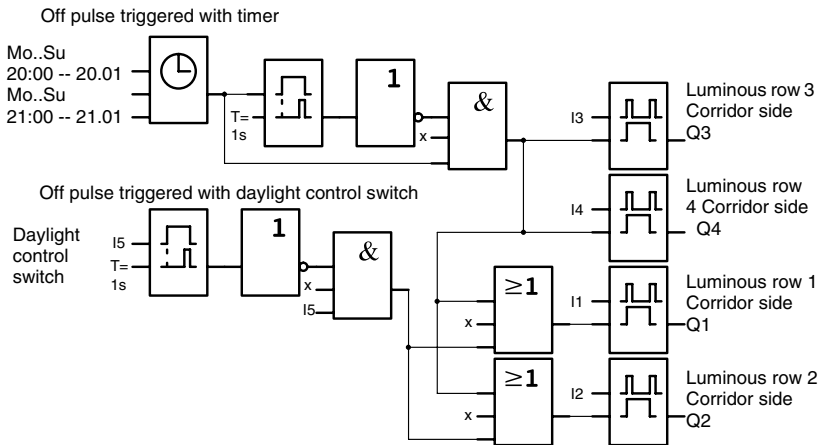 Off pulse triggered with timer
Mo..Su
20:00 -- 20.01
Mo..Su
21:00 -- 21.01
T=
1s
1
x
&
I3
Luminous row 3
Corridor side
Q3
I4
Luminous row
4 Corridor side
Q4
Off pulse triggered with daylight control switch
Daylight
control
switch
I5
T=
1s
1
x
I5
&
≥1
x
I1
Luminous row 1
Corridor side
Q1
≥1
x
I2
Luminous row 2
Corridor side
Q2